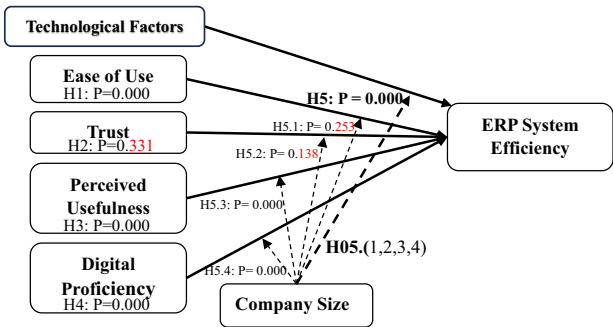 Technological Factors
Ease of Use
H1: P=0.000
H5: P = 0.000
Trust
H2: P=0.331
H5.1: P= 0.253
H5.2: P= 0.138
ERP System
Efficiency
Perceived
Usefulness
H3: P=0.000
H5.3: P= 0.000
Digital
Proficiency
H4: P=0.000
H5.4: P= 0.000
H05.(1,2,3,4)
Company Size